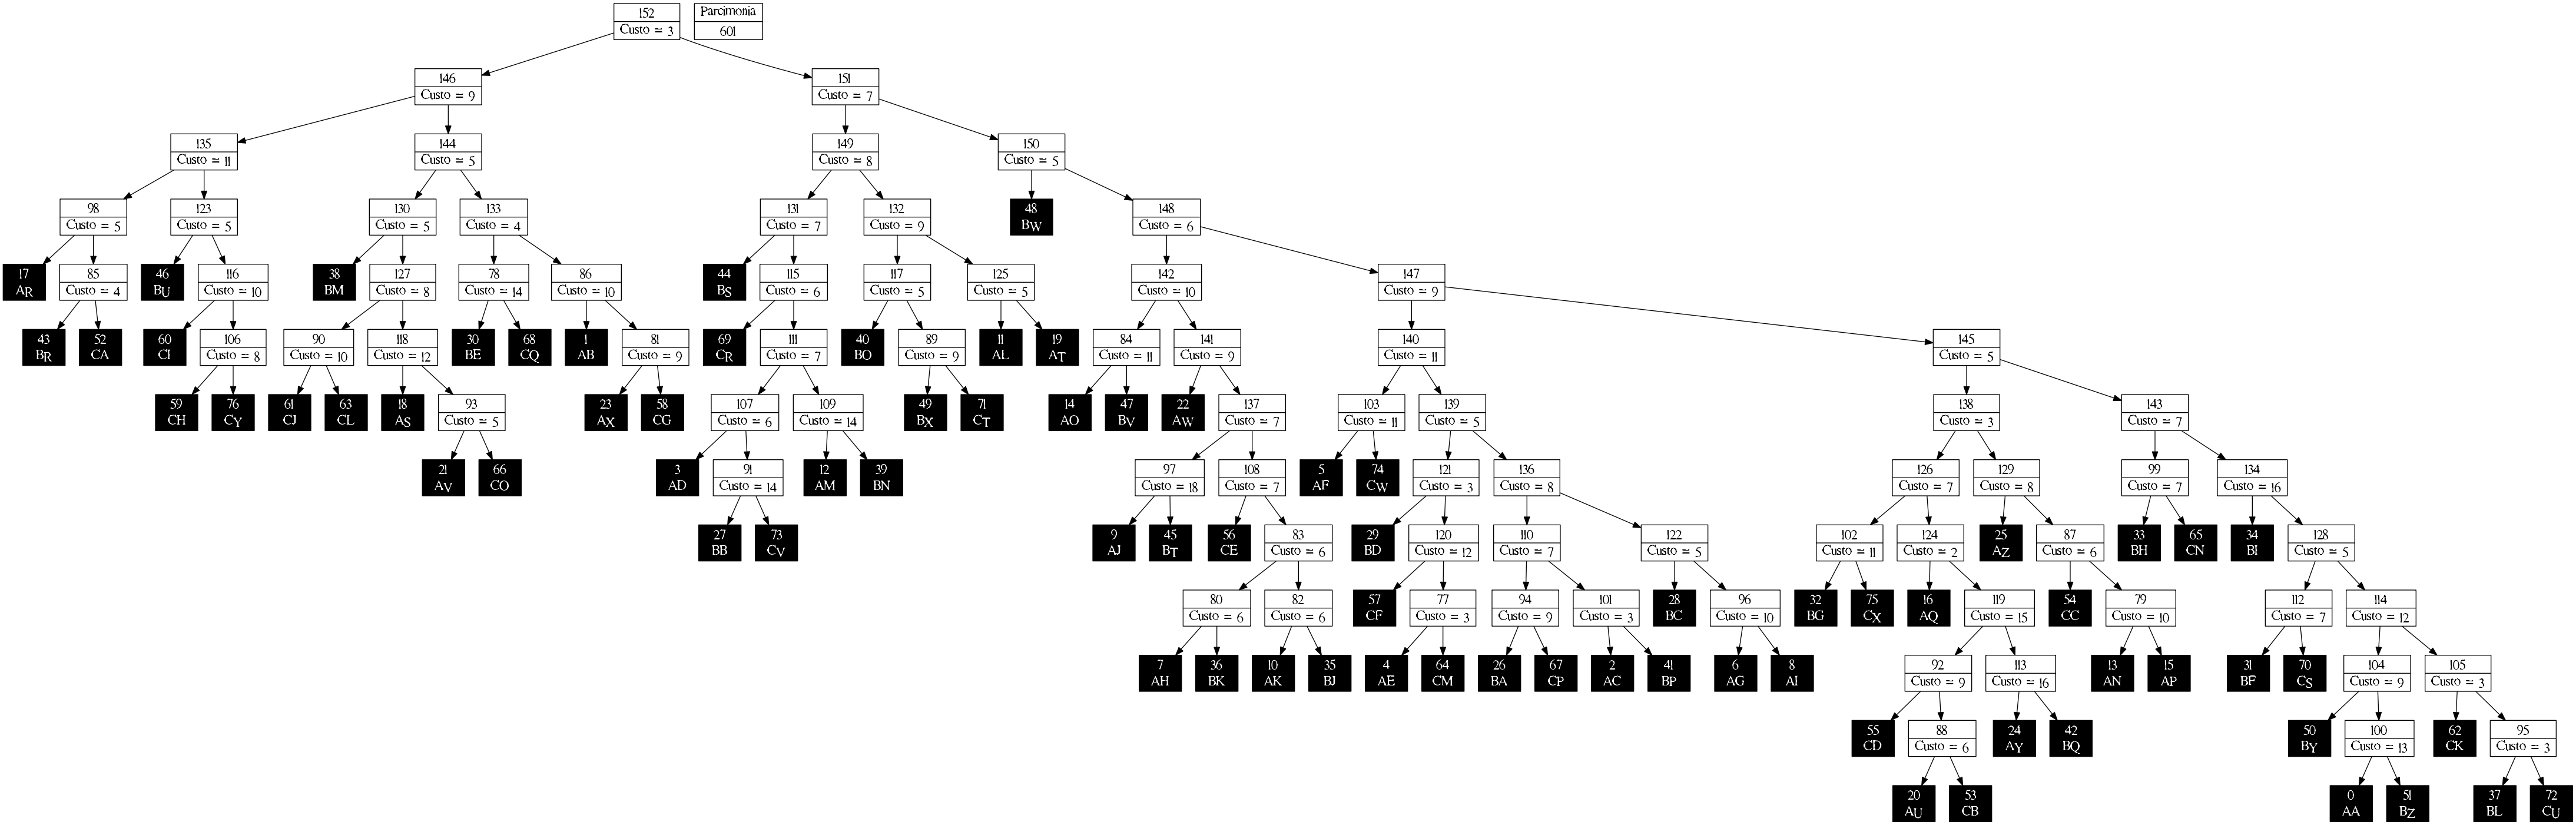 152
Custo = 3
Parcimonia
601
146
Custo = 9
151
Custo = 7
135
Custo = 11
144
Custo = 5
149
Custo = 8
150
Custo = 5
98
Custo = 5
123
Custo = 5
130
Custo = 5
133
Custo = 4
131
Custo = 7
132
Custo = 9
48
BW
148
Custo = 6
17
AR
85
Custo = 4
46
BU
116
Custo = 10
38
BM
127
Custo = 8
78
Custo = 14
86
Custo = 10
44
BS
115
Custo = 6
117
Custo = 5
125
Custo = 5
142
Custo = 10
147
Custo = 9
43
BR
52
CA
60
CI
106
Custo = 8
90
Custo = 10
118
Custo = 12
30
BE
68
CQ
1
AB
81
Custo = 9
69
CR
111
Custo = 7
40
BO
89
Custo = 9
11
AL
19
AT
84
Custo = 11
141
Custo = 9
140
Custo = 11
145
Custo = 5
59
CH
76
CY
61
CJ
63
CL
18
AS
93
Custo = 5
23
AX
58
CG
107
Custo = 6
109
Custo = 14
49
BX
71
CT
14
AO
47
BV
22
AW
137
Custo = 7
103
Custo = 11
139
Custo = 5
138
Custo = 3
143
Custo = 7
21
AV
66
CO
3
AD
91
Custo = 14
12
AM
39
BN
97
Custo = 18
108
Custo = 7
5
AF
74
CW
121
Custo = 3
136
Custo = 8
126
Custo = 7
129
Custo = 8
99
Custo = 7
134
Custo = 16
27
BB
73
CV
9
AJ
45
BT
56
CE
83
Custo = 6
29
BD
120
Custo = 12
110
Custo = 7
122
Custo = 5
102
Custo = 11
124
Custo = 2
25
AZ
87
Custo = 6
33
BH
65
CN
34
BI
128
Custo = 5
80
Custo = 6
82
Custo = 6
57
CF
77
Custo = 3
94
Custo = 9
101
Custo = 3
28
BC
96
Custo = 10
32
BG
75
CX
16
AQ
119
Custo = 15
54
CC
79
Custo = 10
112
Custo = 7
114
Custo = 12
7
AH
36
BK
10
AK
35
BJ
4
AE
64
CM
26
BA
67
CP
2
AC
41
BP
6
AG
8
AI
92
Custo = 9
113
Custo = 16
13
AN
15
AP
31
BF
70
CS
104
Custo = 9
105
Custo = 3
55
CD
88
Custo = 6
24
AY
42
BQ
50
BY
100
Custo = 13
62
CK
95
Custo = 3
20
AU
53
CB
0
AA
51
BZ
37
BL
72
CU